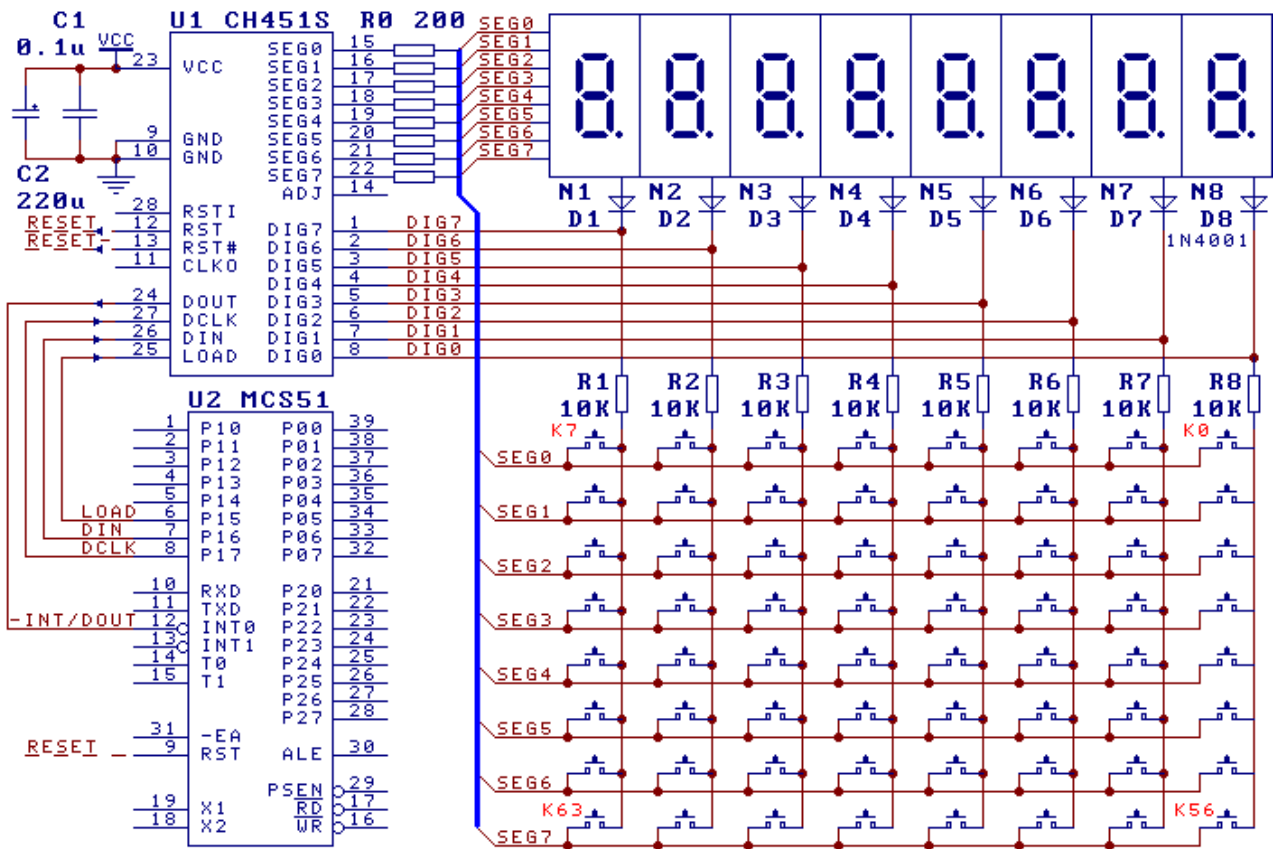 C1
0.1u
VCC
C2
220u
U1 CH451S
R0 200
23 VCC
9 GND
10 GND
28 RSTI
RESET 12 RST
RESET- 13 RST#
11 CLKO
24 DOUT
27 DCLK
26 DIN
25 LOAD
SEG0 15
SEG1 16
SEG2 17
SEG3 18
SEG4 19
SEG5 20
SEG6 21
SEG7 22
ADJ 14
DIG7 1 DIG7
DIG6 2 DIG6
DIG5 3 DIG5
DIG4 4 DIG4
DIG3 5 DIG3
DIG2 6 DIG2
DIG1 7 DIG1
DIG0 8 DIG0
SEG0
SEG1
SEG2
SEG3
SEG4
SEG5
SEG6
SEG7
8. 8. 8. 8. 8. 8. 8. 8.
N1 N2 N3 N4 N5 N6 N7 N8
D1 D2 D3 D4 D5 D6 D7 D8
1N4001
R1 R2 R3 R4 R5 R6 R7 R8
10K 10K 10K 10K 10K 10K 10K 10K
K7 K0
SEG0
SEG1
SEG2
SEG3
SEG4
SEG5
SEG6
K63 K56
SEG7
U2 MCS51
1 P10 P00 39
2 P11 P01 38
3 P12 P02 37
4 P13 P03 36
5 P14 P04 35
LOAD 6 P15 P05 34
DIN 7 P16 P06 33
DCLK 8 P17 P07 32
10 RXD P20 21
11 TXD P21 22
-INT/DOUT 12 INT0 P22 23
13 INT1 P23 24
14 T0 P24 25
15 T1 P25 26
P26 27
P27 28
31 -EA
RESET 9 RST ALE 30
PSEN 29
19 X1 RD 17
18 X2 WR 16